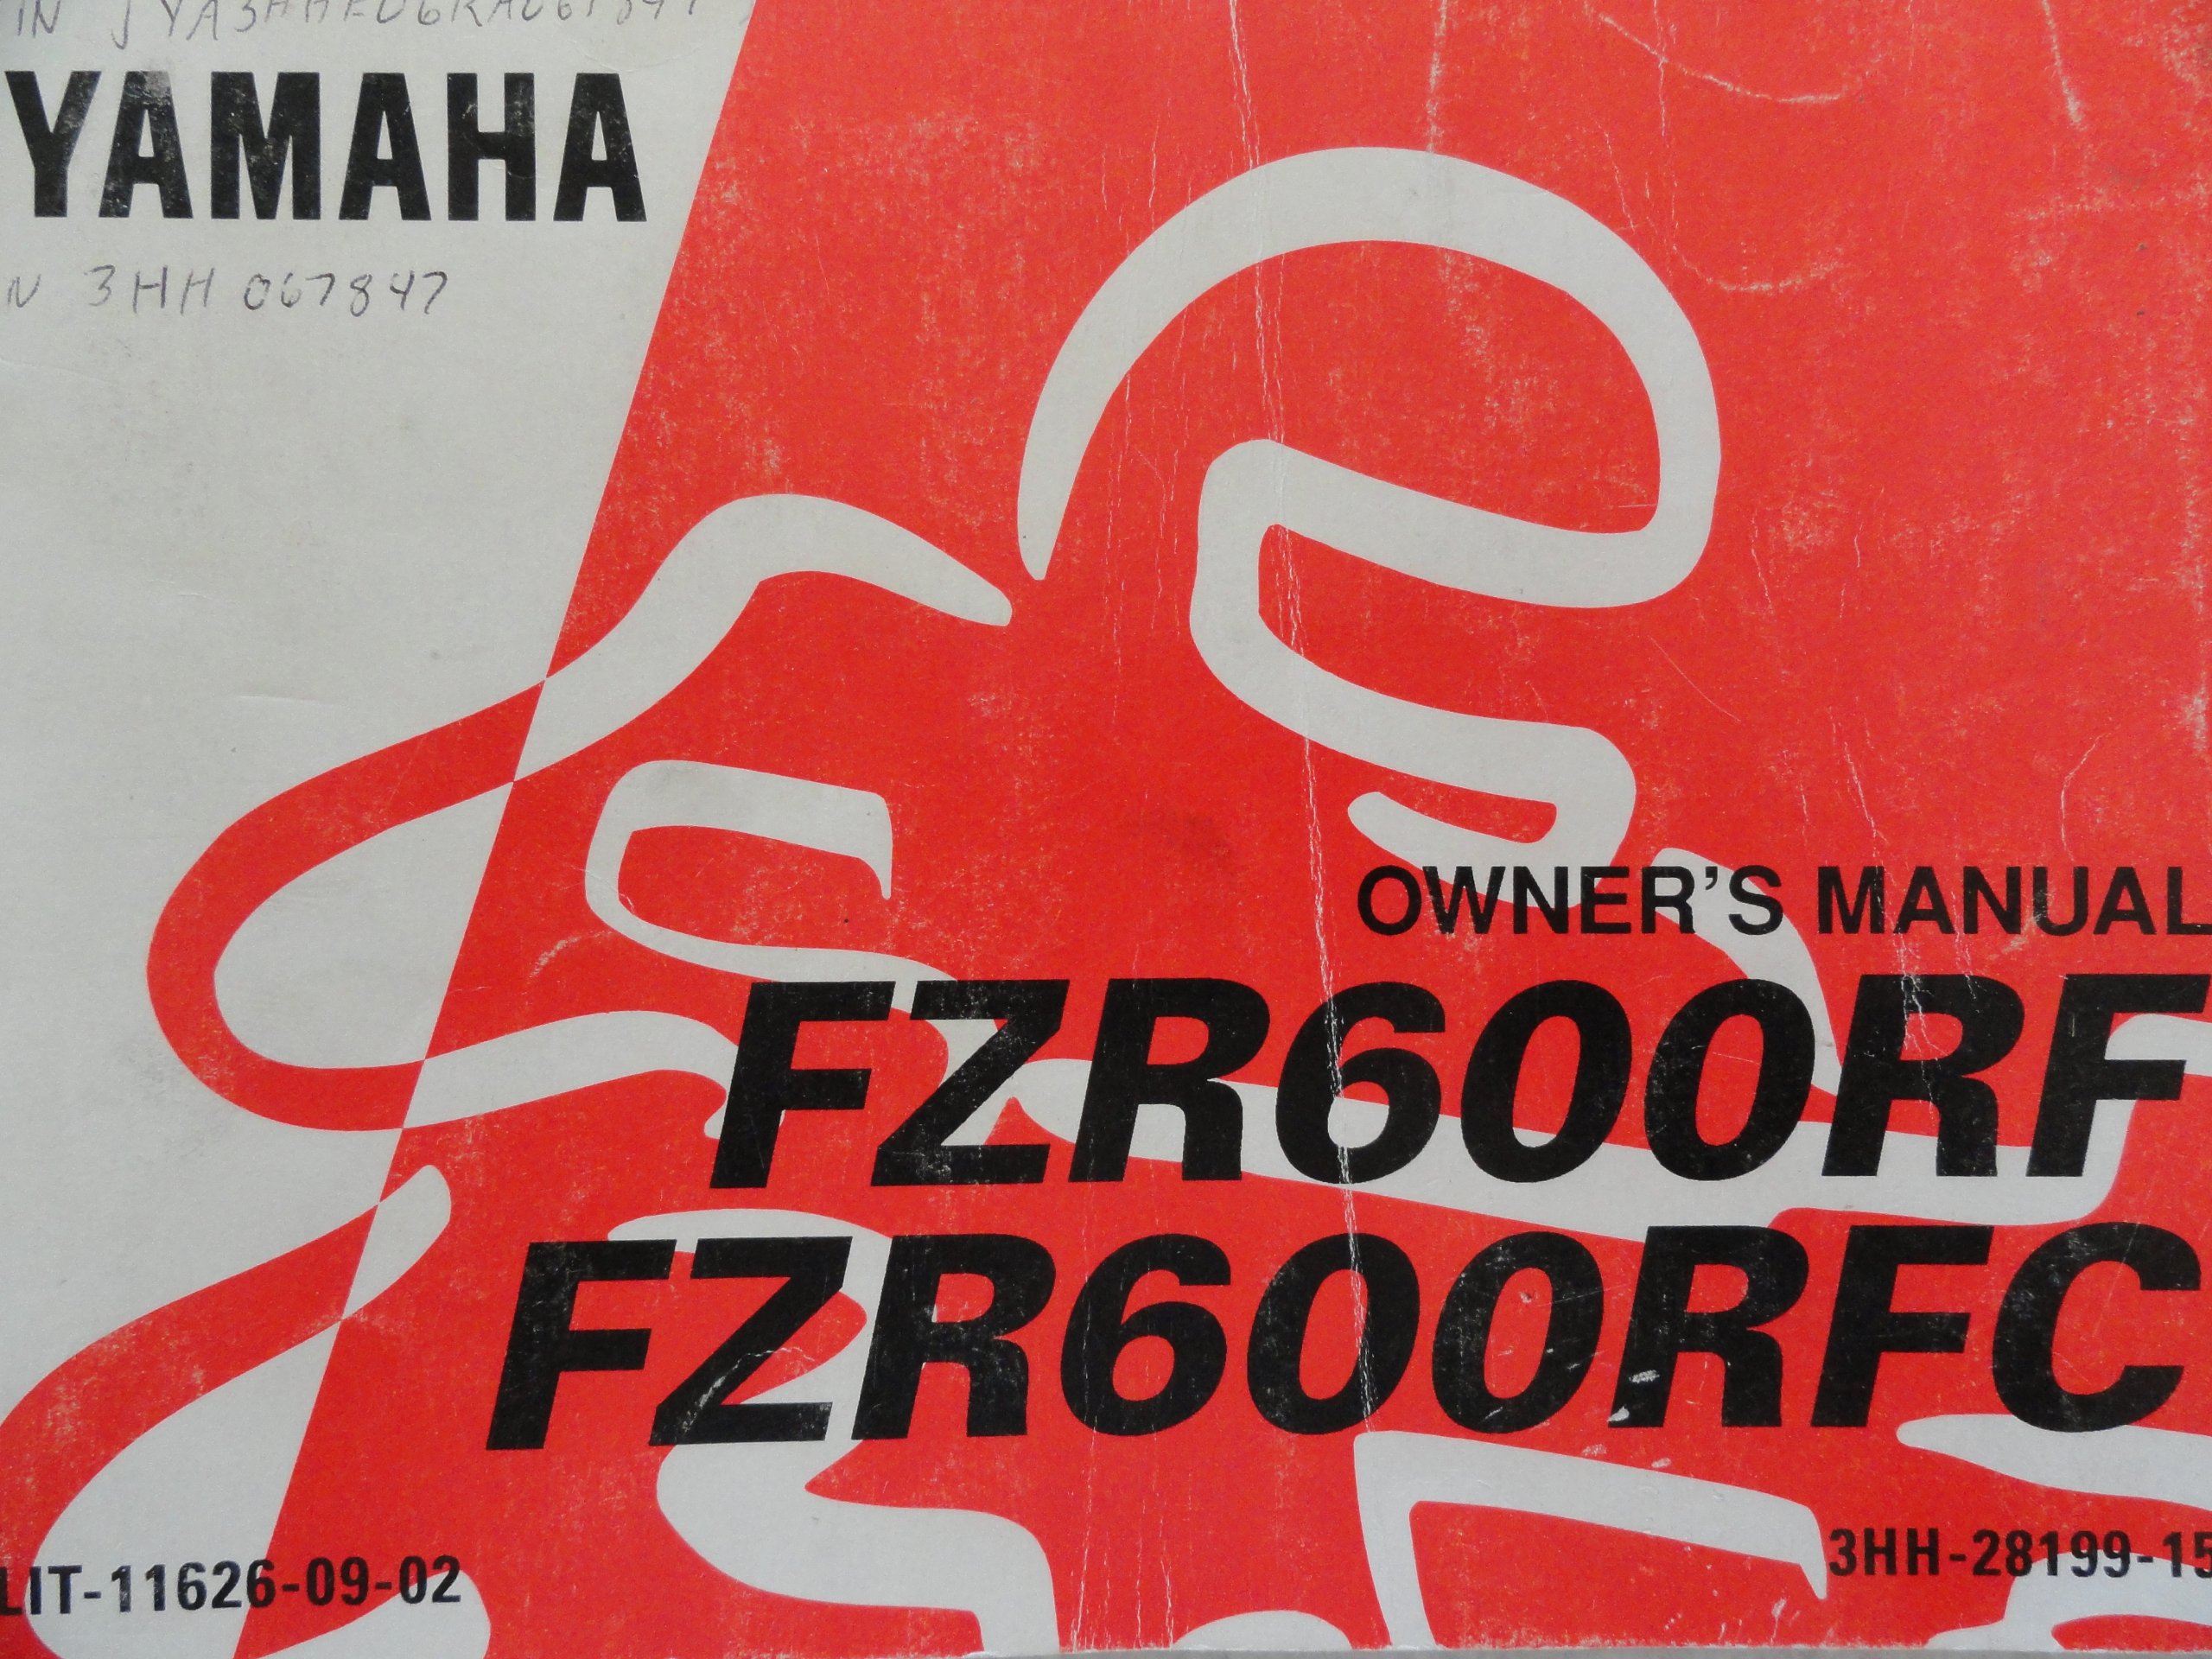 YAMAHA
N 3HH 067847
OWNER'S MANUAL
FZR600RF
FZR600RFC
LIT-11626-09-02
3HH-28199-15